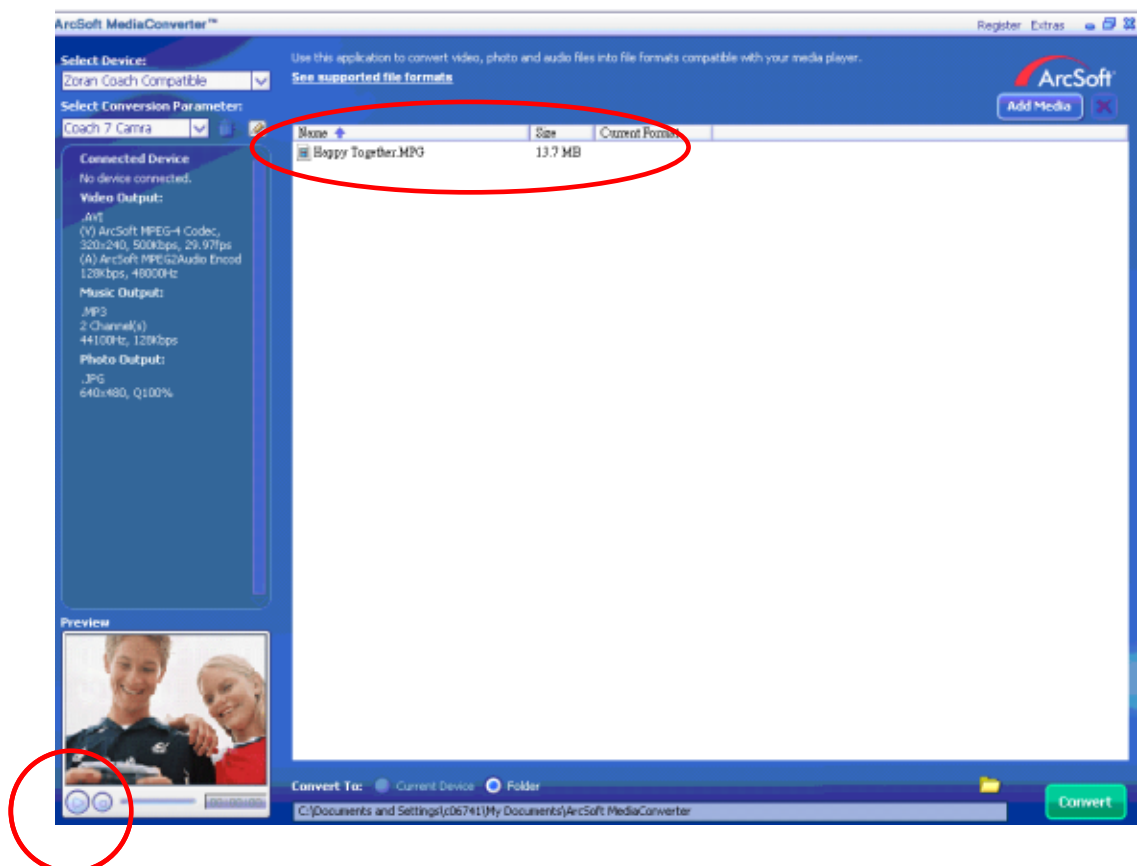 ArcSoft MediaConverter™
Register Extras
Select Device:
Zoran Coach Compatible
Select Conversion Parameter:
Coach 7 Camra
Connected Device
No device connected.
Video Output:
.AVI
(V) ArcSoft MPEG-4 Codec,
320x240, 500Kbps, 29.97fps
(A) ArcSoft MPEG2Audio Encod
128Kbps, 48000Hz
Music Output:
.MP3
2 Channel(s)
44100Hz, 128Kbps
Photo Output:
.JPG
640x480, Q100%
Preview
00:00:00
Use this application to convert video, photo and audio files into file formats compatible with your media player.
See supported file formats
ArcSoft
Add Media
Name Size Current Format
Happy Together.MPG 13.7 MB
Convert To: Current Device Folder
C:\Documents and Settings\c06741\My Documents\ArcSoft MediaConverter
Convert